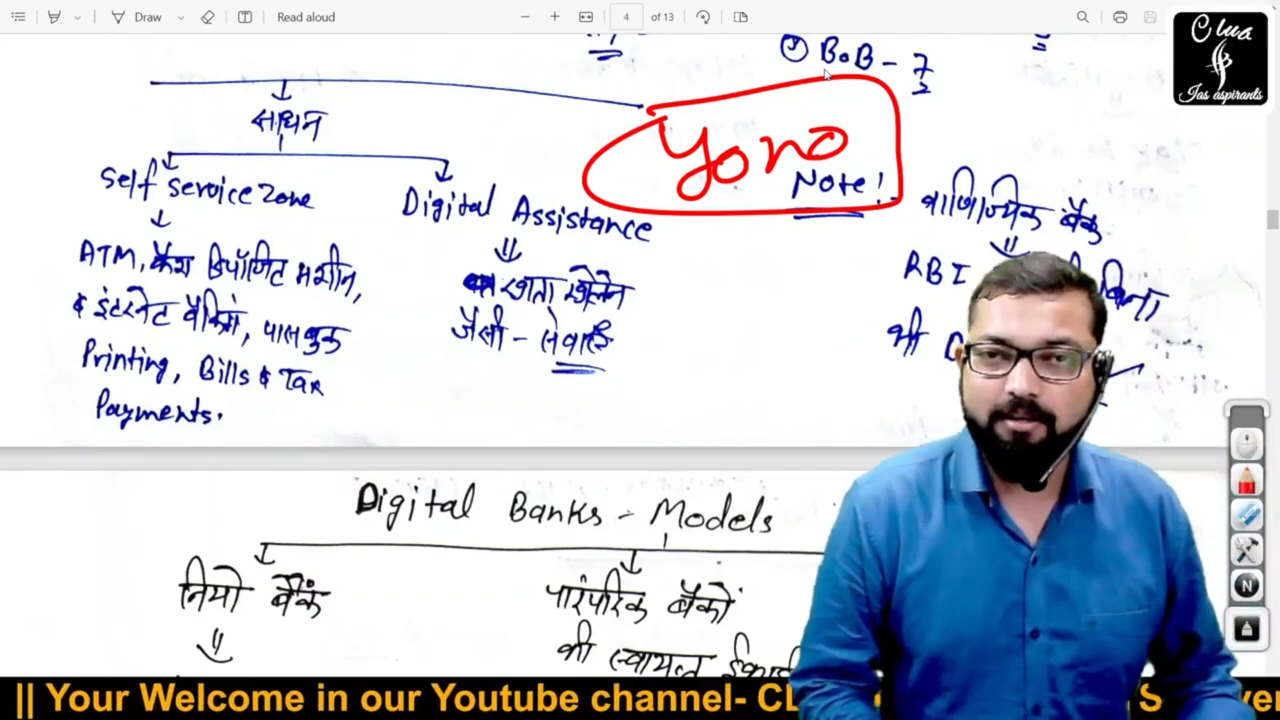 Draw
Read aloud
4
of 13
Clua
Ias aspirants
③ BOB - 7
साधन
Yono
Self Service Zone
Digital Assistance
Note!-
वाणिज्यिक बैंक
ATM, कैश डिपॉजिट मशीन,
& इंटरनेट बैंकिंग, पासबुक
Printing, Bills & Tax
Payments.
खाता खोलने
जैसी - सेवाएँ
RBI
बिना
भी
Digital Banks - Models
नियो बैंक
पारंपरिक बैंकों
की स्वायत्त
N
|| Your Welcome in our Youtube channel- CL